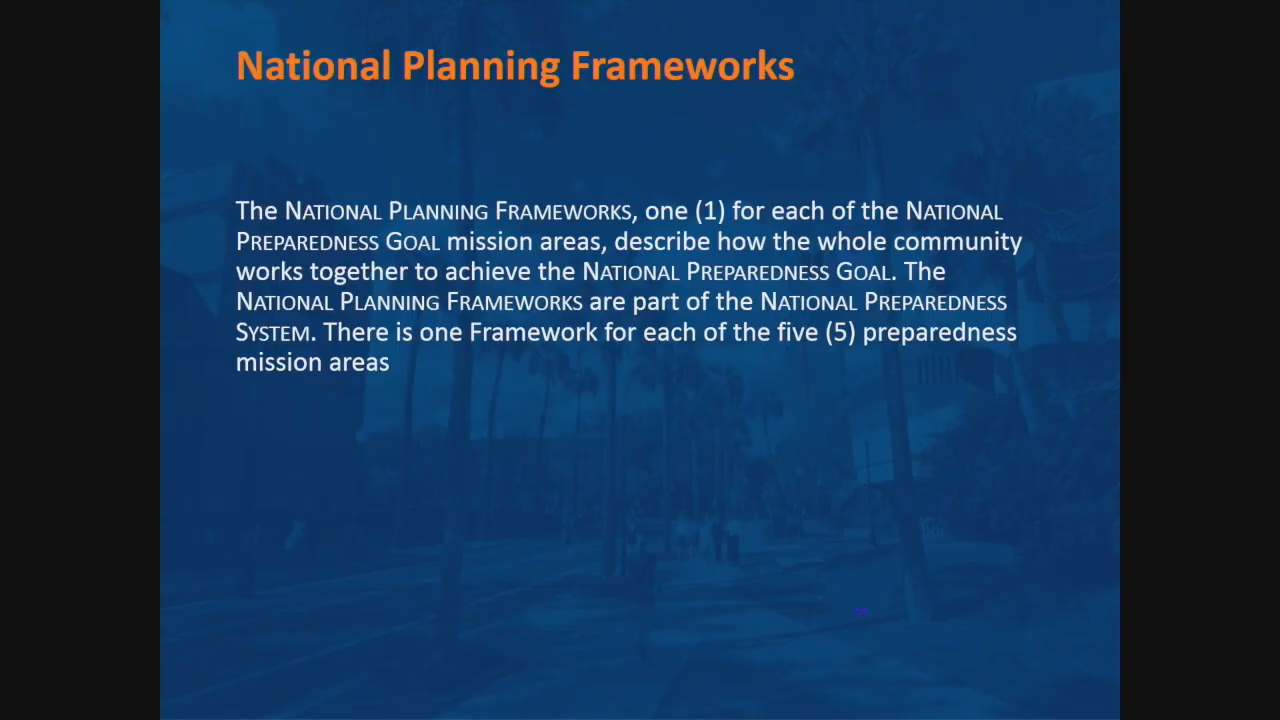 National Planning Frameworks
The NATIONAL PLANNING FRAMEWORKS, one (1) for each of the NATIONAL
PREPAREDNESS GOAL mission areas, describe how the whole community
works together to achieve the NATIONAL PREPAREDNESS GOAL. The
NATIONAL PLANNING FRAMEWORKS are part of the NATIONAL PREPAREDNESS
SYSTEM. There is one Framework for each of the five (5) preparedness
mission areas